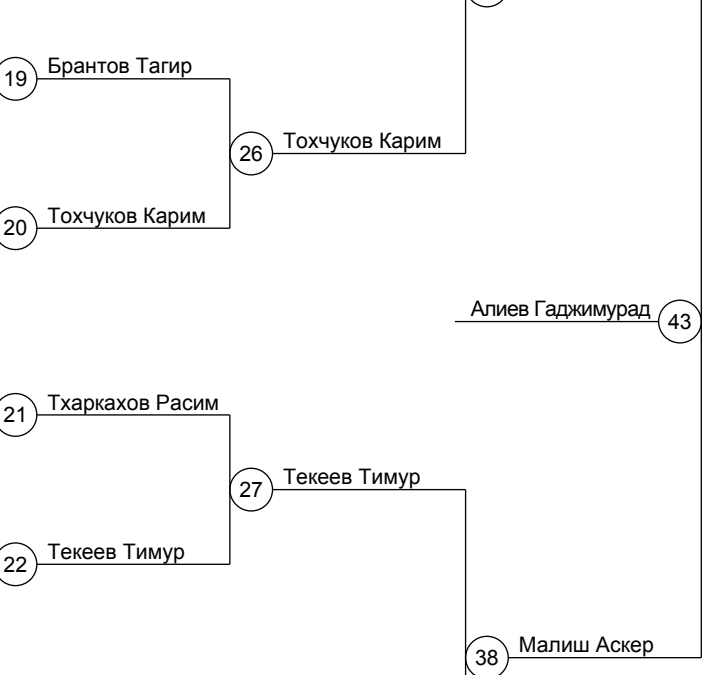 19 Брантов Тагир
26 Тохчуков Карим
20 Тохчуков Карим
Алиев Гаджимурад 43
21 Тхаркахов Расим
27 Текеев Тимур
22 Текеев Тимур
38 Малиш Аскер